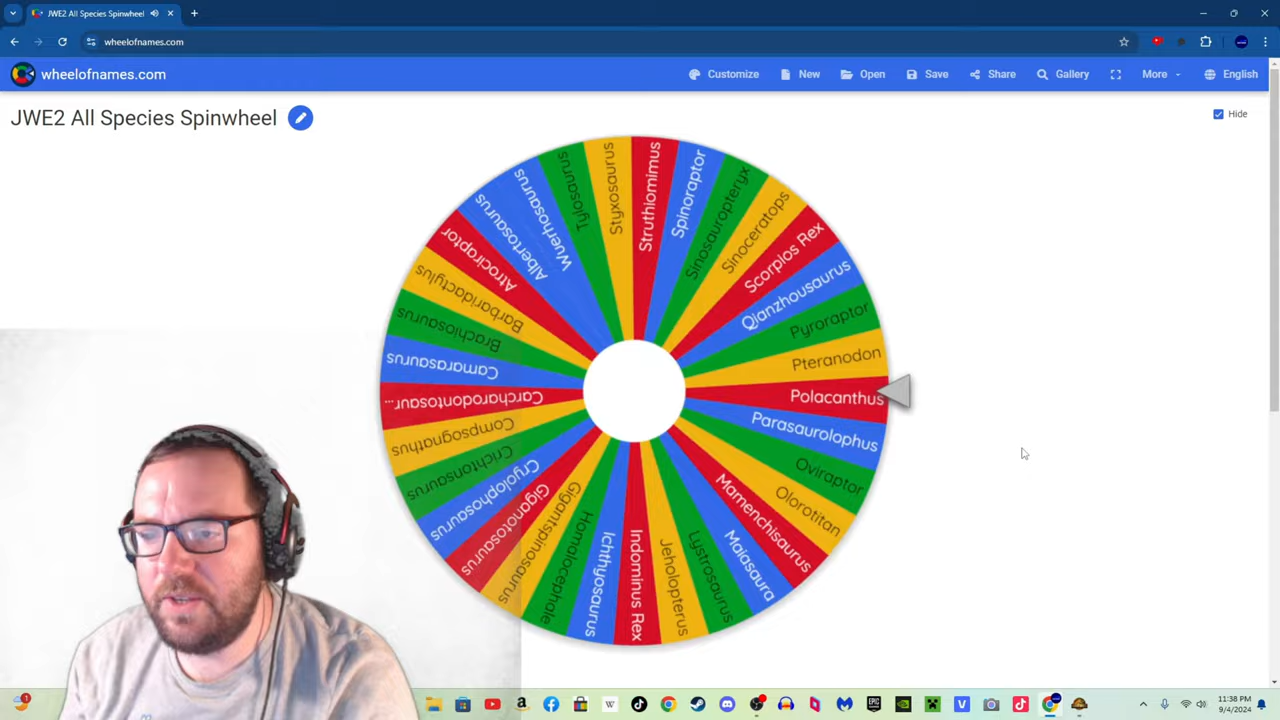 JWE2 All Species Spinwheel
wheelofnames.com
wheelofnames.com
Customize
New
Open
Save
Share
Gallery
More
English
JWE2 All Species Spinwheel
Hide
Struthiomimus
Spinoraptor
Sinosauropteryx
Sinoceratops
Scorpios Rex
Qianzhousaurus
Pyroraptor
Pteranodon
Polacanthus
Parasaurolophus
Oviraptor
Olorotitan
Mamenchisaurus
Maiasaura
Lystrosaurus
Jeholopterus
Indominus Rex
Ichthyosaurus
Homalocephale
Gigantspinosaurus
Giganotosaurus
Cryolophosaurus
Crichtonsaurus
Compsognathus
Carcharodontosaur...
Camarasaurus
Brachiosaurus
Barbaridactylus
Atrociraptor
Albertosaurus
Wuerhosaurus
Tylosaurus
Styxosaurus
11:38 PM
9/4/2024